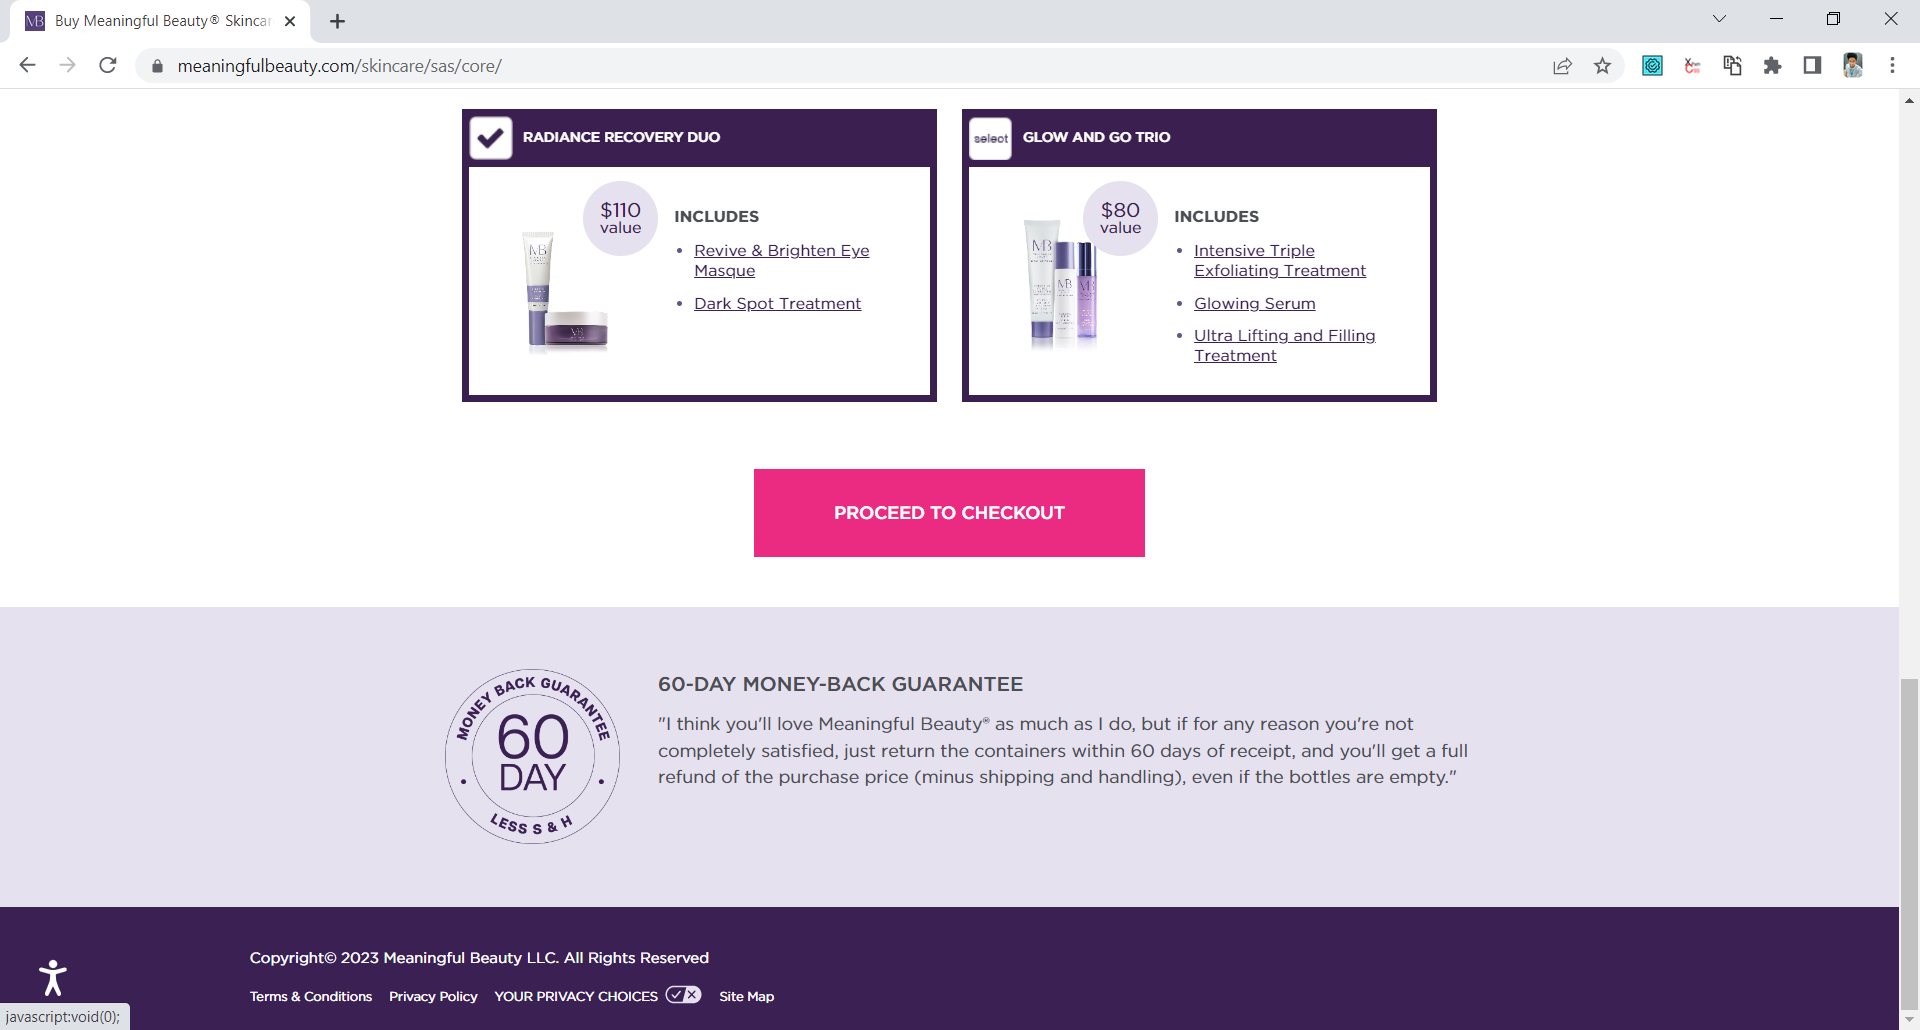 Buy Meaningful Beauty® Skincar
meaningfulbeauty.com/skincare/sas/core/
RADIANCE RECOVERY DUO
$110
value
INCLUDES
• Revive & Brighten Eye
Masque
• Dark Spot Treatment
select
GLOW AND GO TRIO
$80
value
INCLUDES
• Intensive Triple
Exfoliating Treatment
• Glowing Serum
• Ultra Lifting and Filling
Treatment
PROCEED TO CHECKOUT
MONEY BACK GUARANTEE
60
DAY
LESS S & H
60-DAY MONEY-BACK GUARANTEE
"I think you'll love Meaningful Beauty® as much as I do, but if for any reason you're not
completely satisfied, just return the containers within 60 days of receipt, and you'll get a full
refund of the purchase price (minus shipping and handling), even if the bottles are empty."
Copyright© 2023 Meaningful Beauty LLC. All Rights Reserved
Terms & Conditions Privacy Policy YOUR PRIVACY CHOICES Site Map
javascript:void(0);